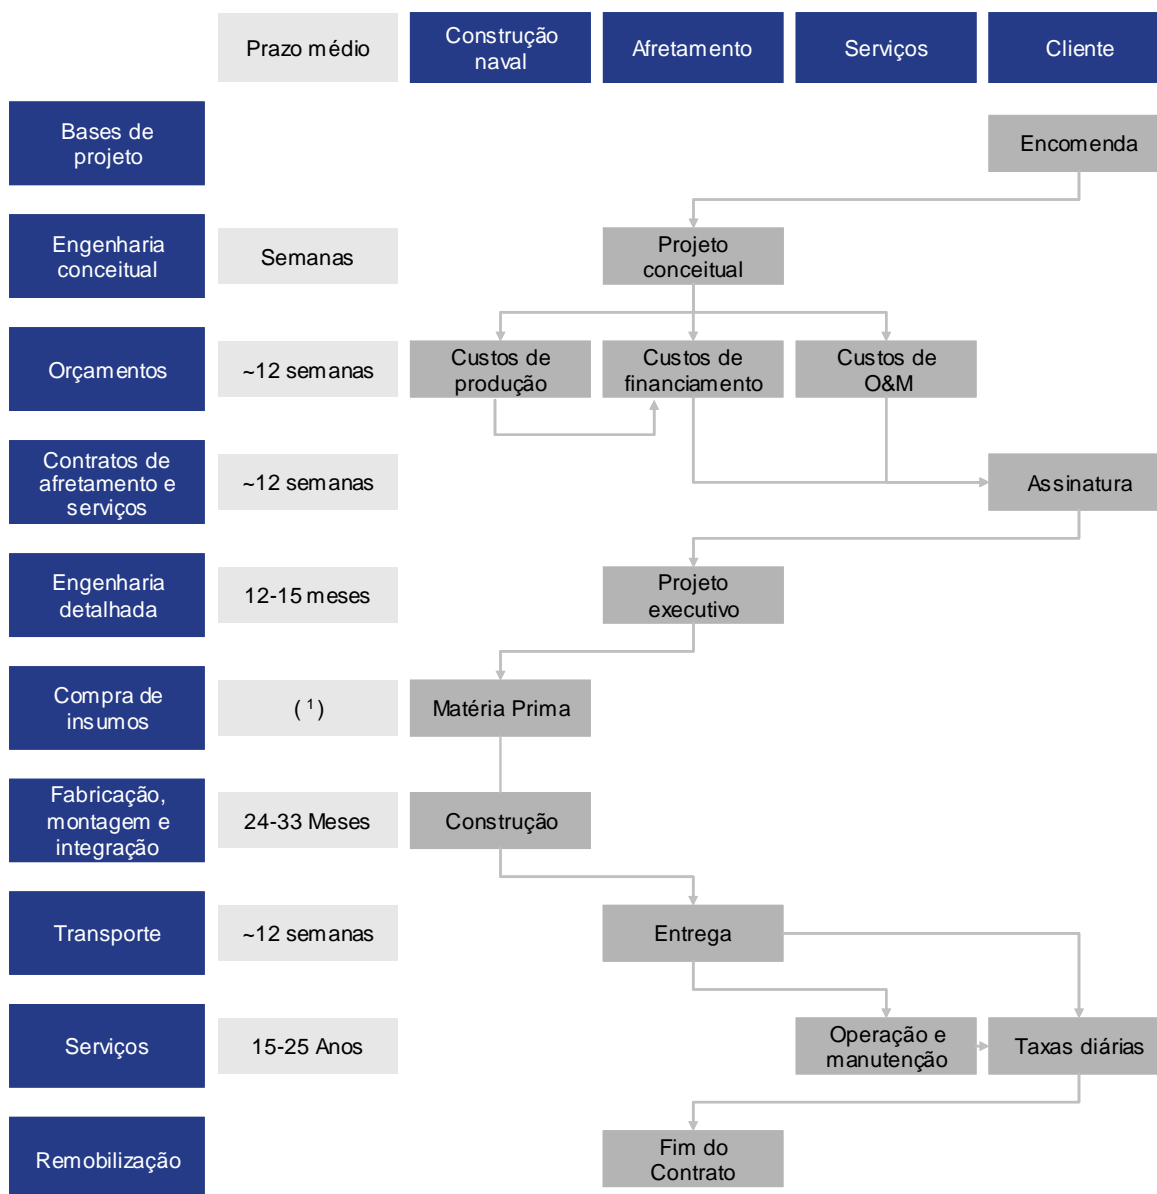 Prazo médio
Construção
naval
Afretamento
Serviços
Cliente
Bases de
projeto
Encomenda
Engenharia
conceitual
Semanas
Projeto
conceitual
Orçamentos
~12 semanas
Custos de
produção
Custos de
financiamento
Custos de
O&M
Contratos de
afretamento e
serviços
~12 semanas
Assinatura
Engenharia
detalhada
12-15 meses
Projeto
executivo
Compra de
insumos
( ¹ )
Matéria Prima
Fabricação,
montagem e
integração
24-33 Meses
Construção
Transporte
~12 semanas
Entrega
Serviços
15-25 Anos
Operação e
manutenção
Taxas diárias
Remobilização
Fim do
Contrato